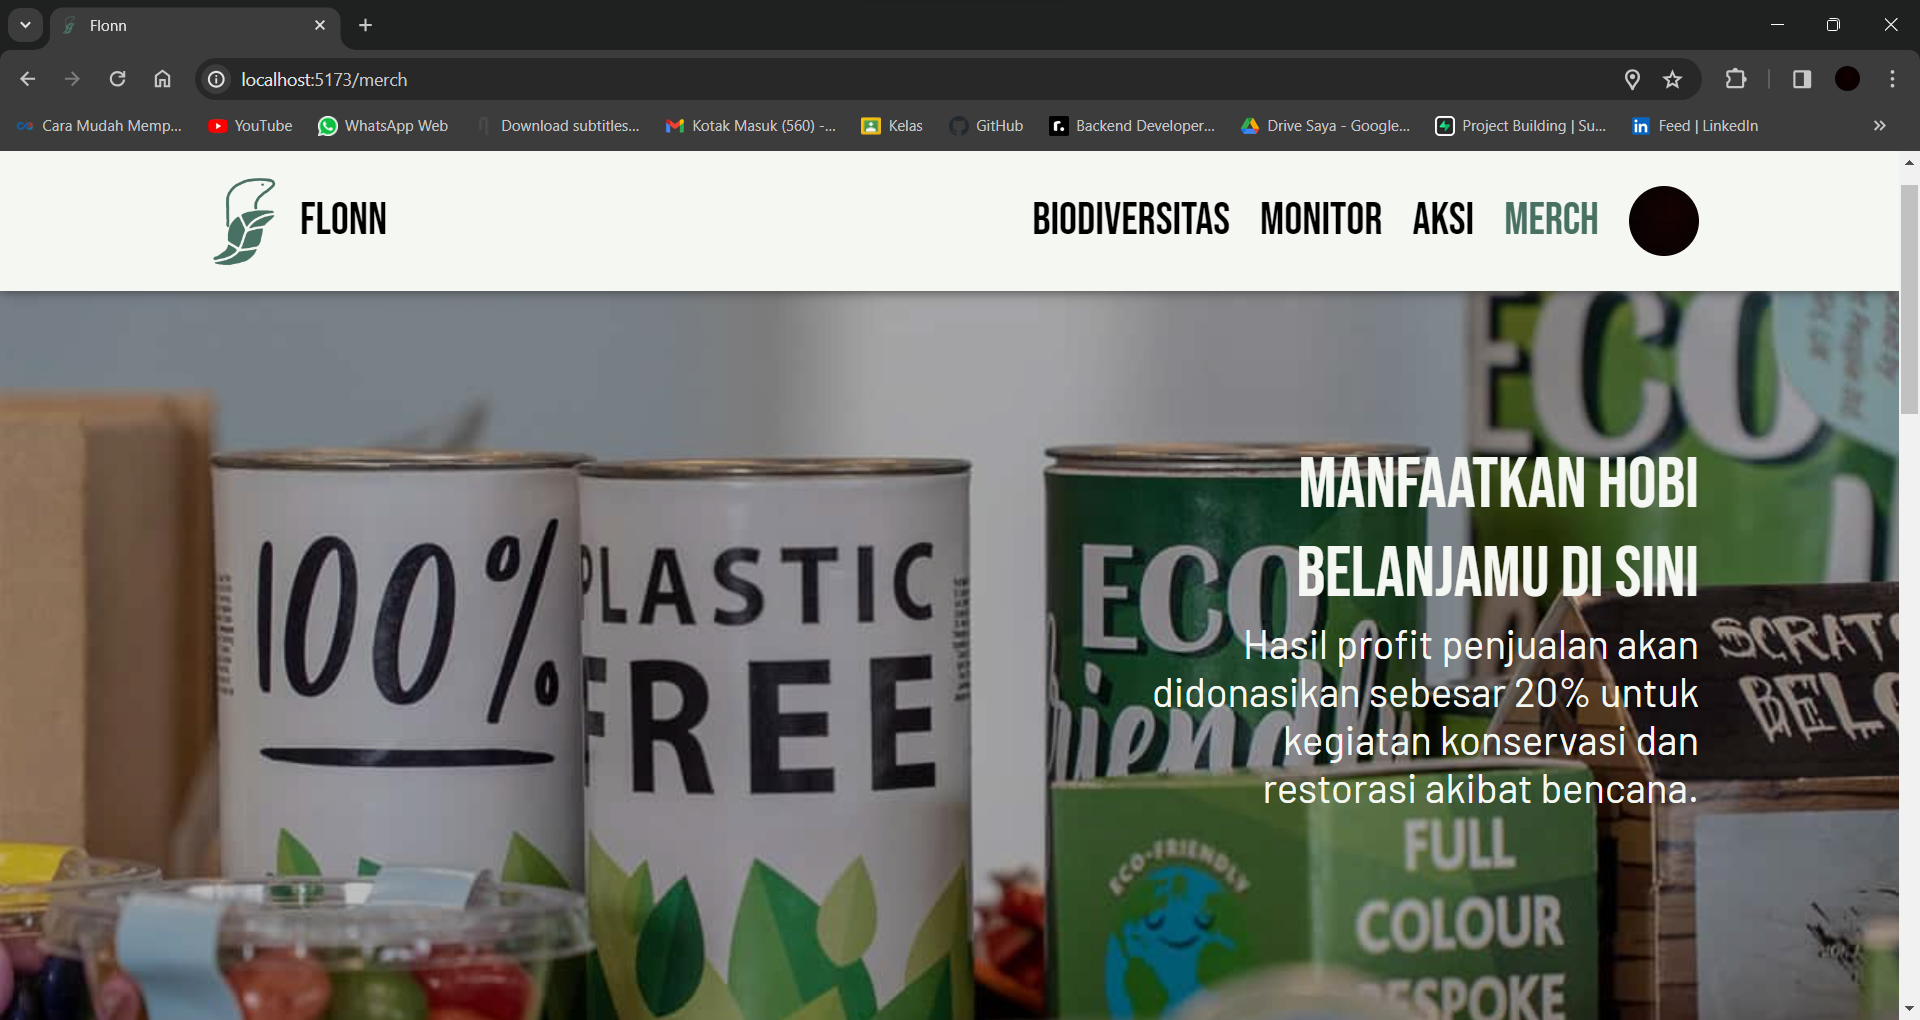 Flonn
localhost:5173/merch
Cara Mudah Memp...
YouTube
WhatsApp Web
Download subtitles...
Kotak Masuk (560) -...
Kelas
GitHub
Backend Developer...
Drive Saya - Google...
Project Building | Su...
Feed | LinkedIn
FLONN
BIODIVERSITAS
MONITOR
AKSI
MERCH
MANFAATKAN HOBI
BELANJAMU DI SINI
Hasil profit penjualan akan
didonasikan sebesar 20% untuk
kegiatan konservasi dan
restorasi akibat bencana.
100%
PLASTIC
FREE
ECO
friendly
ECO
ECO-FRIENDLY
FULL
COLOUR
BESPOKE